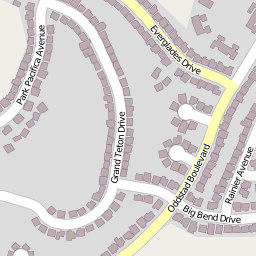 Park Pacifica Avenue
Everglades Drive
Grand Teton Drive
Oddstad Boulevard
Rainier Avenue
Big Bend Drive